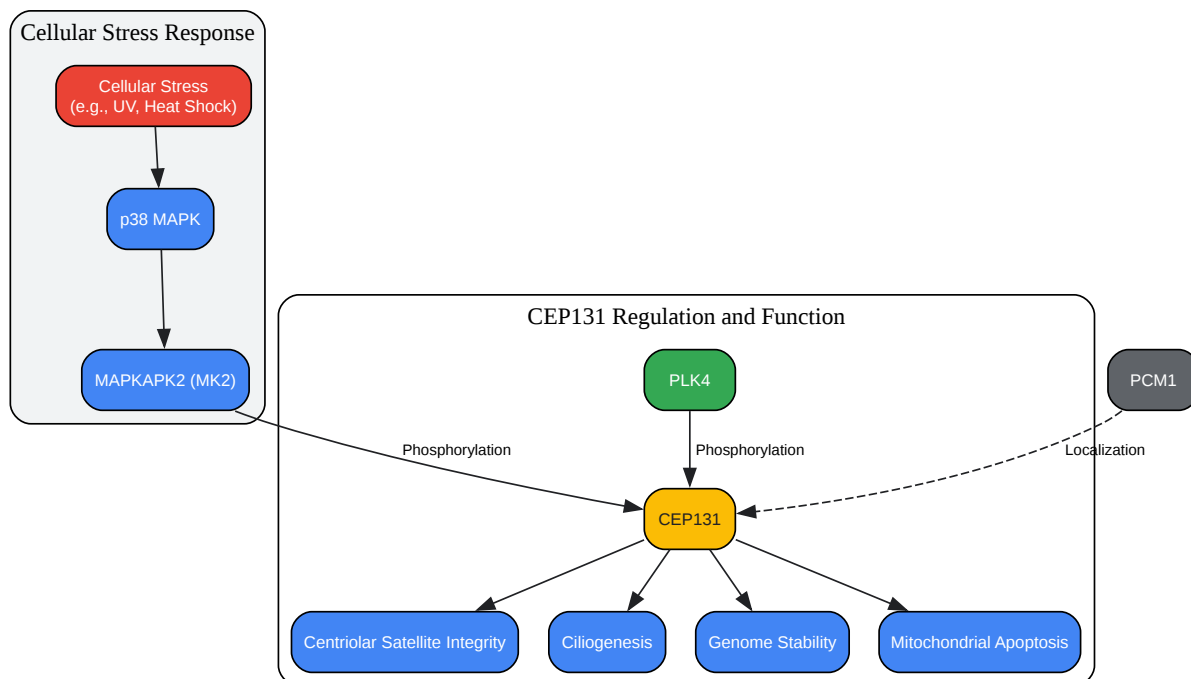 Cellular Stress Response
Cellular Stress
(e.g., UV, Heat Shock)
p38 MAPK
CEP131 Regulation and Function
MAPKAPK2 (MK2)
PLK4
PCM1
Phosphorylation
Phosphorylation
Localization
CEP131
Centriolar Satellite Integrity
Ciliogenesis
Genome Stability
Mitochondrial Apoptosis